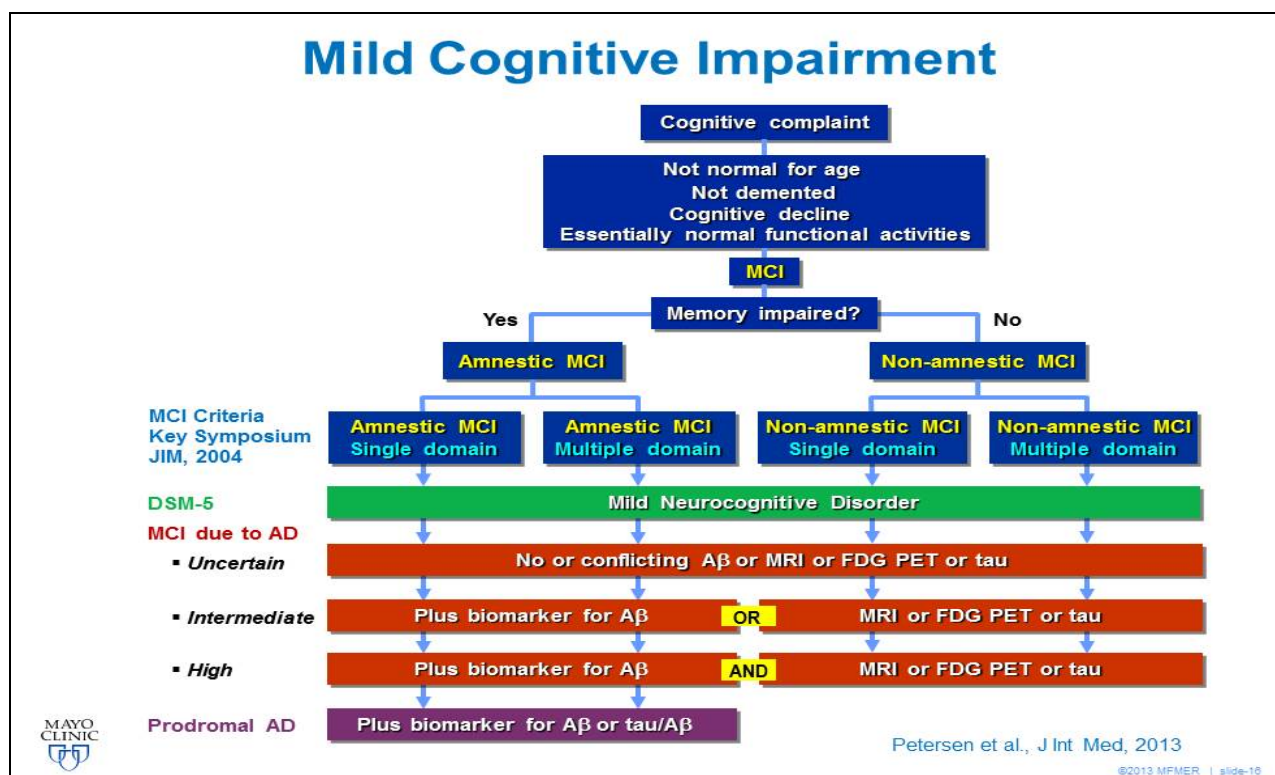 Mild Cognitive Impairment
Cognitive complaint
Not normal for age
Not demented
Cognitive decline
Essentially normal functional activities
MCI
Memory impaired?
Yes
No
Amnestic MCI
Non-amnestic MCI
MCI Criteria
Key Symposium
JIM, 2004
Amnestic MCI
Single domain
Amnestic MCI
Multiple domain
Non-amnestic MCI
Single domain
Non-amnestic MCI
Multiple domain
DSM-5
Mild Neurocognitive Disorder
MCI due to AD
▪ Uncertain
No or conflicting Aβ or MRI or FDG PET or tau
▪ Intermediate
Plus biomarker for Aβ
OR
MRI or FDG PET or tau
▪ High
Plus biomarker for Aβ
AND
MRI or FDG PET or tau
Prodromal AD
Plus biomarker for Aβ or tau/Aβ
MAYO
CLINIC
Petersen et al., J Int Med, 2013
©2013 MFMER | slide-16